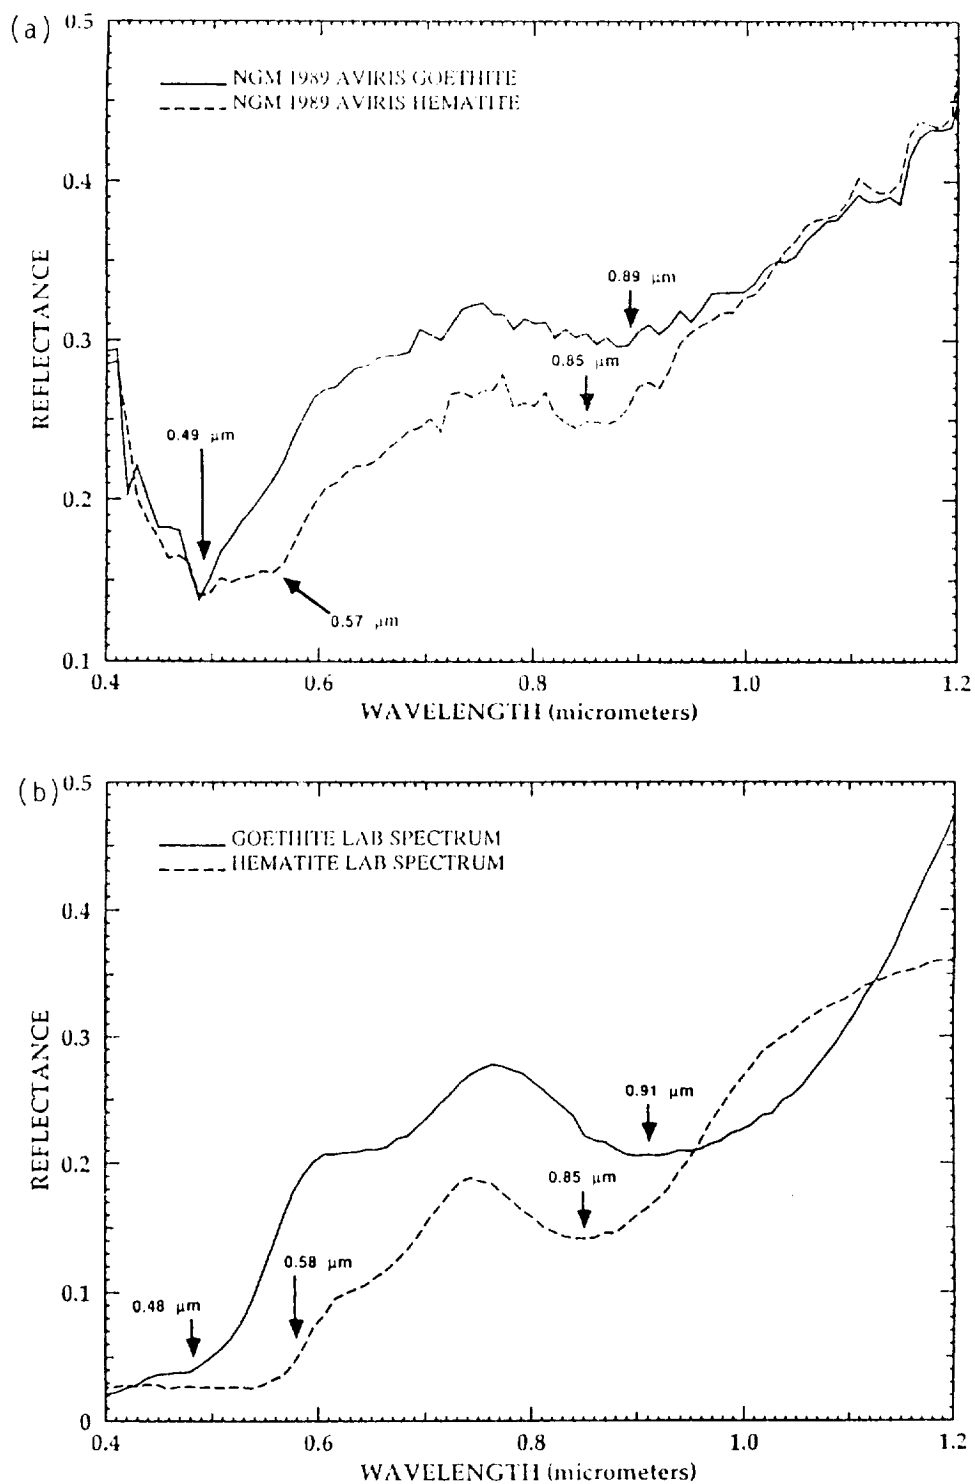 (a)
0.5
NGM 1989 AVIRIS GOETHITE
NGM 1989 AVIRIS HEMATITE
0.4
0.89 µm
0.3
0.85 µm
REFLECTANCE
0.49 µm
0.2
0.57 µm
0.1
0.4 0.6 0.8 1.0 1.2
WAVELENGTH (micrometers)
(b)
0.5
GOETHITE LAB SPECTRUM
HEMATITE LAB SPECTRUM
0.4
0.3
0.91 µm
REFLECTANCE
0.2
0.85 µm
0.58 µm
0.1
0.48 µm
0
0.4 0.6 0.8 1.0 1.2
WAVELENGTH (micrometers)